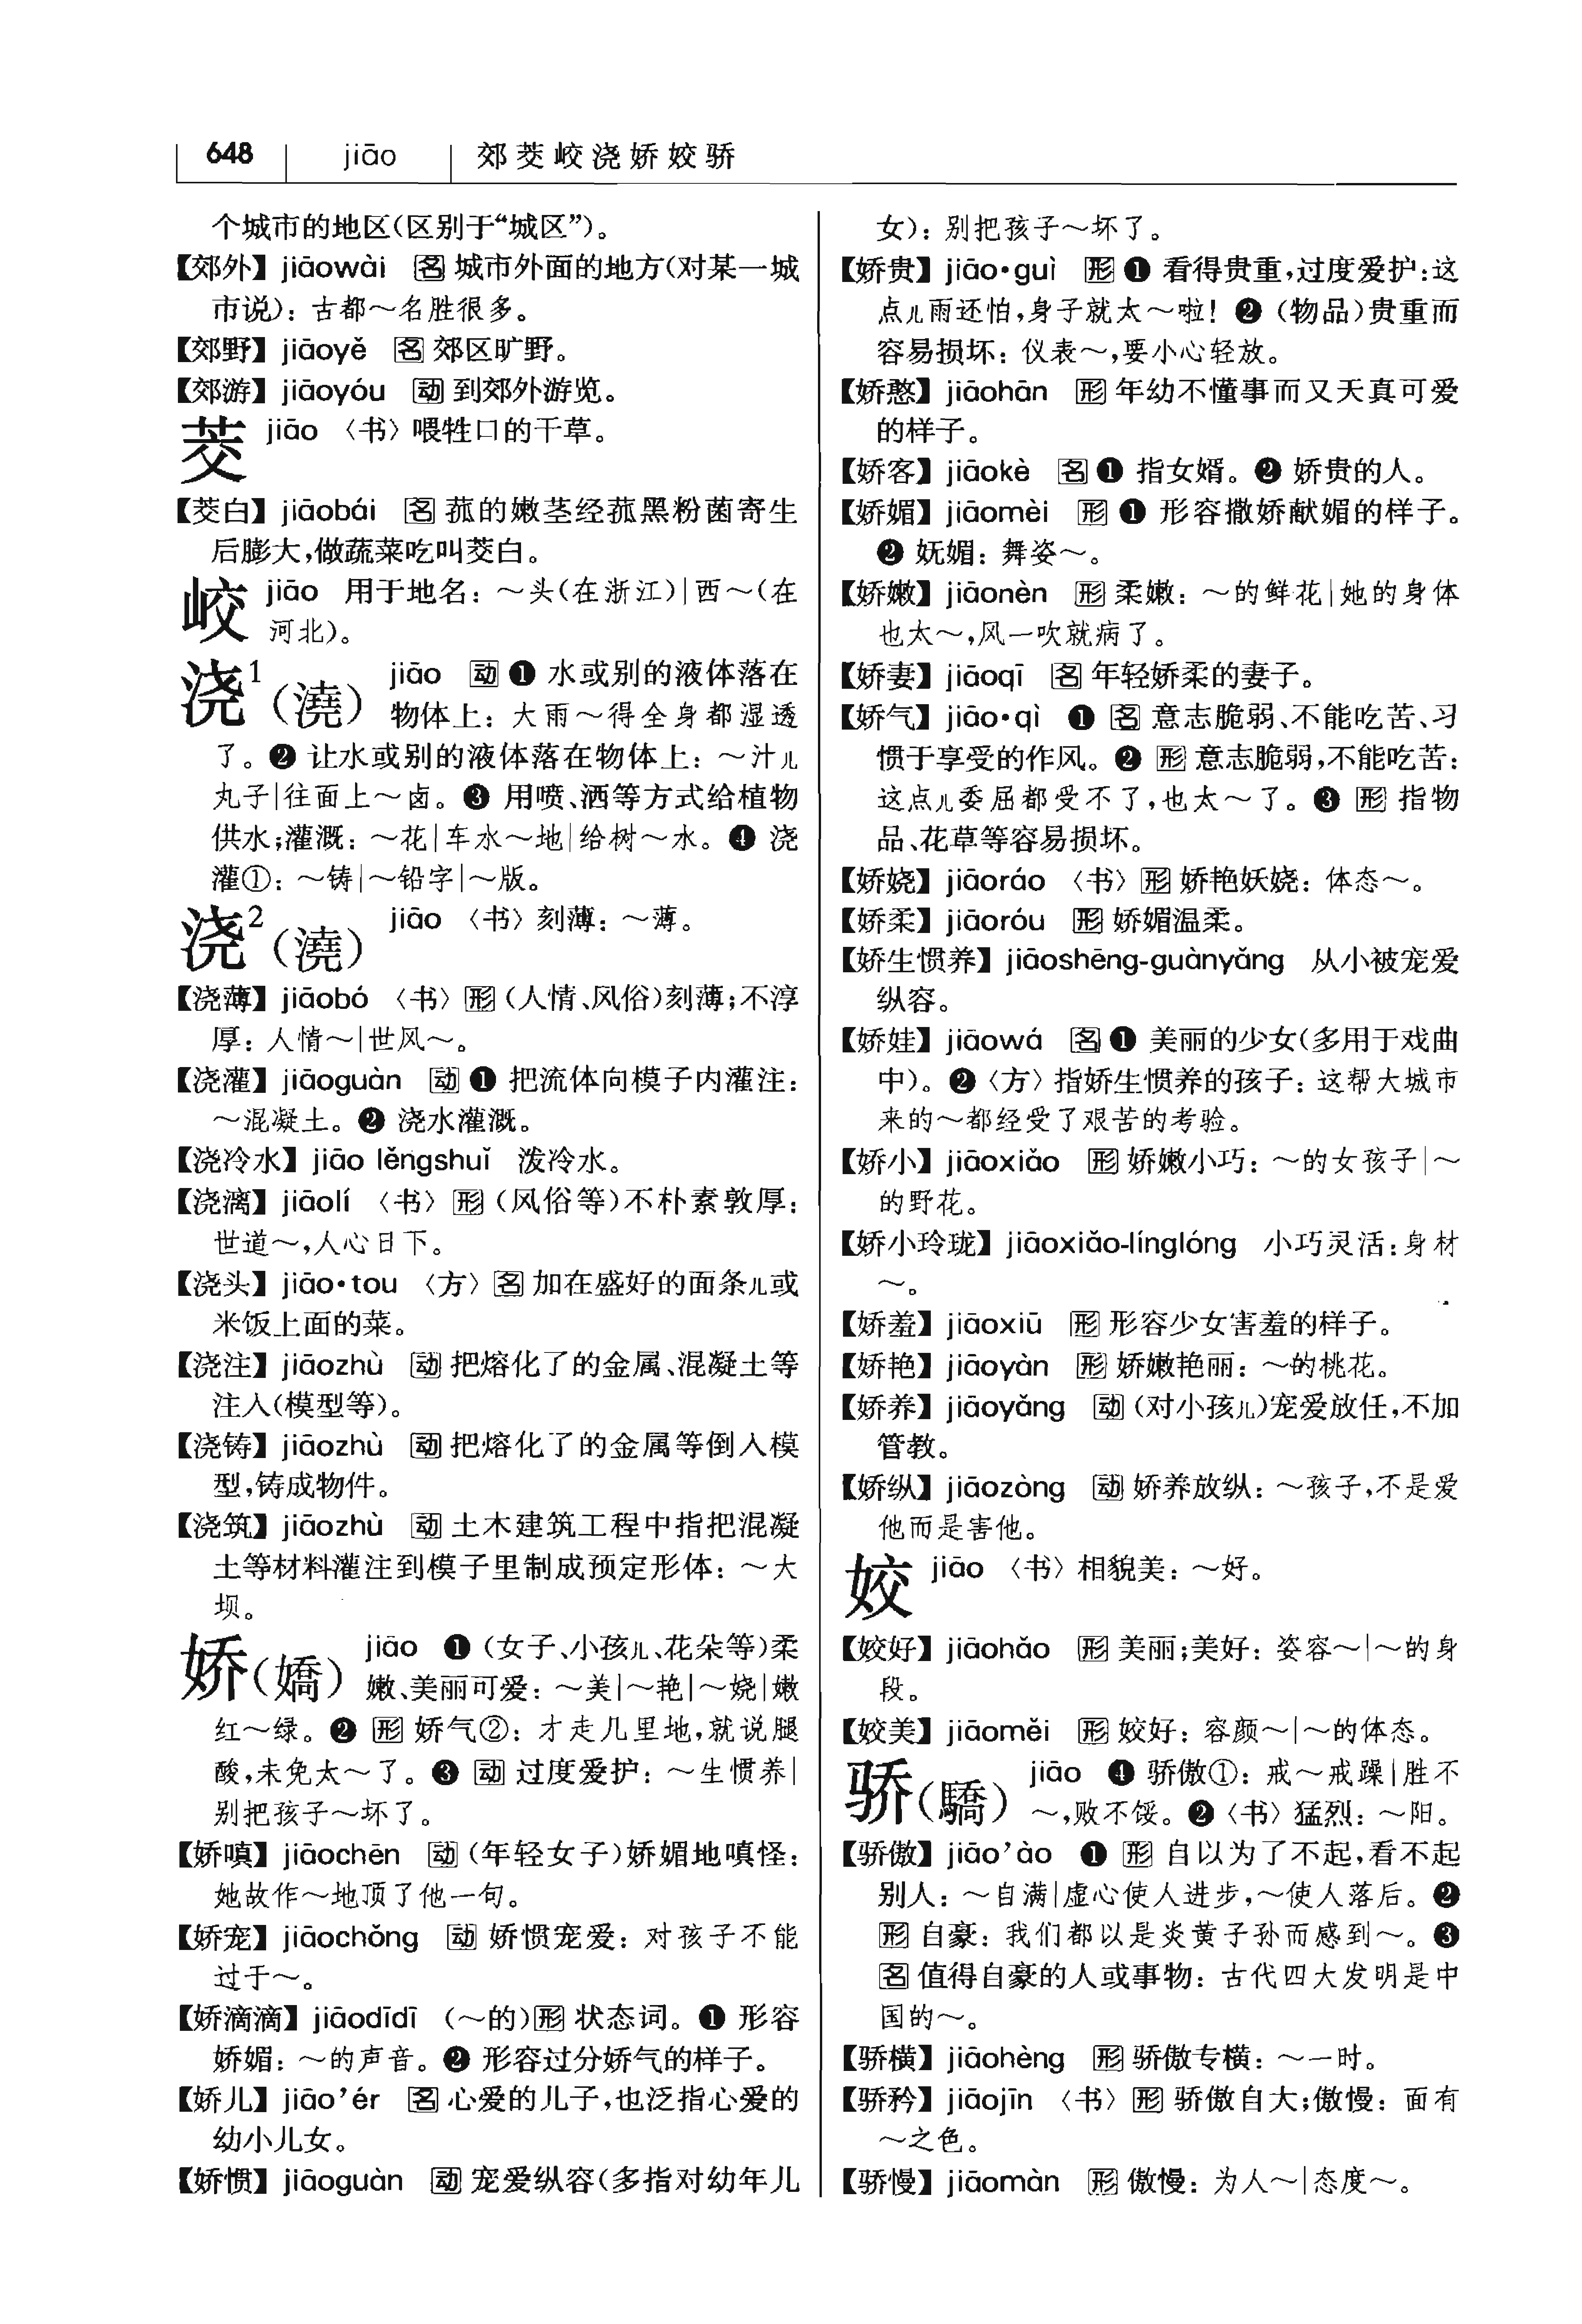 648 jiāo 郊茭峧浇娇姣骄
个城市的地区(区别于“城区”)。
【郊外】 jiāowài 名 城市外面的地方(对某一城
市说)：古都～名胜很多。
【郊野】 jiāoyě 名 郊区旷野。
【郊游】 jiāoyóu 动 到郊外游览。
茭 jiāo 〈书〉喂牲口的干草。
【茭白】 jiāobái 名 菰的嫩茎经菰黑粉菌寄生
后膨大,做蔬菜吃叫茭白。
峧 jiāo 用于地名：～头(在浙江)|西～(在
河北)。
浇1(澆) jiāo 动 ❶ 水或别的液体落在
物体上：大雨～得全身都湿透
了。❷ 让水或别的液体落在物体上：～汁儿
丸子|往面上～卤。❸ 用喷、洒等方式给植物
供水;灌溉：～花|车水～地|给树～水。❹ 浇
灌①：～铸|～铅字|～版。
浇2(澆) jiāo 〈书〉刻薄：～薄。
【浇薄】 jiāobó 〈书〉形 (人情、风俗)刻薄;不淳
厚：人情～|世风～。
【浇灌】 jiāoguàn 动 ❶ 把流体向模子内灌注：
～混凝土。❷ 浇水灌溉。
【浇冷水】 jiāo lěngshuǐ 泼冷水。
【浇漓】 jiāolí 〈书〉形 (风俗等)不朴素敦厚：
世道～,人心日下。
【浇头】 jiāo•tou 〈方〉名 加在盛好的面条儿或
米饭上面的菜。
【浇注】 jiāozhù 动 把熔化了的金属、混凝土等
注入(模型等)。
【浇铸】 jiāozhù 动 把熔化了的金属等倒入模
型,铸成物件。
【浇筑】 jiāozhù 动 土木建筑工程中指把混凝
土等材料灌注到模子里制成预定形体：～大
坝。
娇(嬌) jiāo ❶ (女子、小孩儿、花朵等)柔
嫩、美丽可爱：～美|～艳|～娆|嫩
红～绿。❷ 形 娇气②：才走几里地,就说腿
酸,未免太～了。❸ 动 过度爱护：～生惯养|
别把孩子～坏了。
【娇嗔】 jiāochēn 动 (年轻女子)娇媚地嗔怪：
她故作～地顶了他一句。
【娇宠】 jiāochǒng 动 娇惯宠爱：对孩子不能
过于～。
【娇滴滴】 jiāodīdī (～的)形 状态词。❶ 形容
娇媚：～的声音。❷ 形容过分娇气的样子。
【娇儿】 jiāo’ér 名 心爱的儿子,也泛指心爱的
幼小儿女。
【娇惯】 jiāoguàn 动 宠爱纵容(多指对幼年儿
女)：别把孩子～坏了。
【娇贵】 jiāo•guì 形 ❶ 看得贵重,过度爱护：这
点儿雨还怕,身子就太～啦！❷ (物品)贵重而
容易损坏：仪表～,要小心轻放。
【娇憨】 jiāohān 形 年幼不懂事而又天真可爱
的样子。
【娇客】 jiāokè 名 ❶ 指女婿。❷ 娇贵的人。
【娇媚】 jiāomèi 形 ❶ 形容撒娇献媚的样子。
❷ 妩媚：舞姿～。
【娇嫩】 jiāonèn 形 柔嫩：～的鲜花|她的身体
也太～,风一吹就病了。
【娇妻】 jiāoqī 名 年轻娇柔的妻子。
【娇气】 jiāo•qì ❶ 名 意志脆弱、不能吃苦、习
惯于享受的作风。❷ 形 意志脆弱,不能吃苦：
这点儿委屈都受不了,也太～了。❸ 形 指物
品、花草等容易损坏。
【娇娆】 jiāoráo 〈书〉形 娇艳妖娆：体态～。
【娇柔】 jiāoróu 形 娇媚温柔。
【娇生惯养】 jiāoshēng-guànyǎng 从小被宠爱
纵容。
【娇娃】 jiāowá 名 ❶ 美丽的少女(多用于戏曲
中)。❷〈方〉指娇生惯养的孩子：这帮大城市
来的～都经受了艰苦的考验。
【娇小】 jiāoxiǎo 形 娇嫩小巧：～的女孩子|～
的野花。
【娇小玲珑】 jiāoxiǎo-línglóng 小巧灵活：身材
～。
【娇羞】 jiāoxiū 形 形容少女害羞的样子。
【娇艳】 jiāoyàn 形 娇嫩艳丽：～的桃花。
【娇养】 jiāoyǎng 动 (对小孩儿)宠爱放任,不加
管教。
【娇纵】 jiāozòng 动 娇养放纵：～孩子,不是爱
他而是害他。
姣 jiāo 〈书〉相貌美：～好。
【姣好】 jiāohǎo 形 美丽;美好：姿容～|～的身
段。
【姣美】 jiāoměi 形 姣好：容颜～|～的体态。
骄(驕) jiāo ❹ 骄傲①：戒～戒躁|胜不
～,败不馁。❷〈书〉猛烈：～阳。
【骄傲】 jiāo’ào ❶ 形 自以为了不起,看不起
别人：～自满|虚心使人进步,～使人落后。❷
形 自豪：我们都以是炎黄子孙而感到～。❸
名 值得自豪的人或事物：古代四大发明是中
国的～。
【骄横】 jiāohèng 形 骄傲专横：～一时。
【骄矜】 jiāojīn 〈书〉形 骄傲自大;傲慢：面有
～之色。
【骄慢】 jiāomàn 形 傲慢：为人～|态度～。